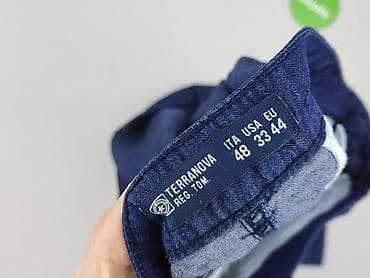 TERRANOVA
REG. TOM.
ITA USA EU
48 33 44